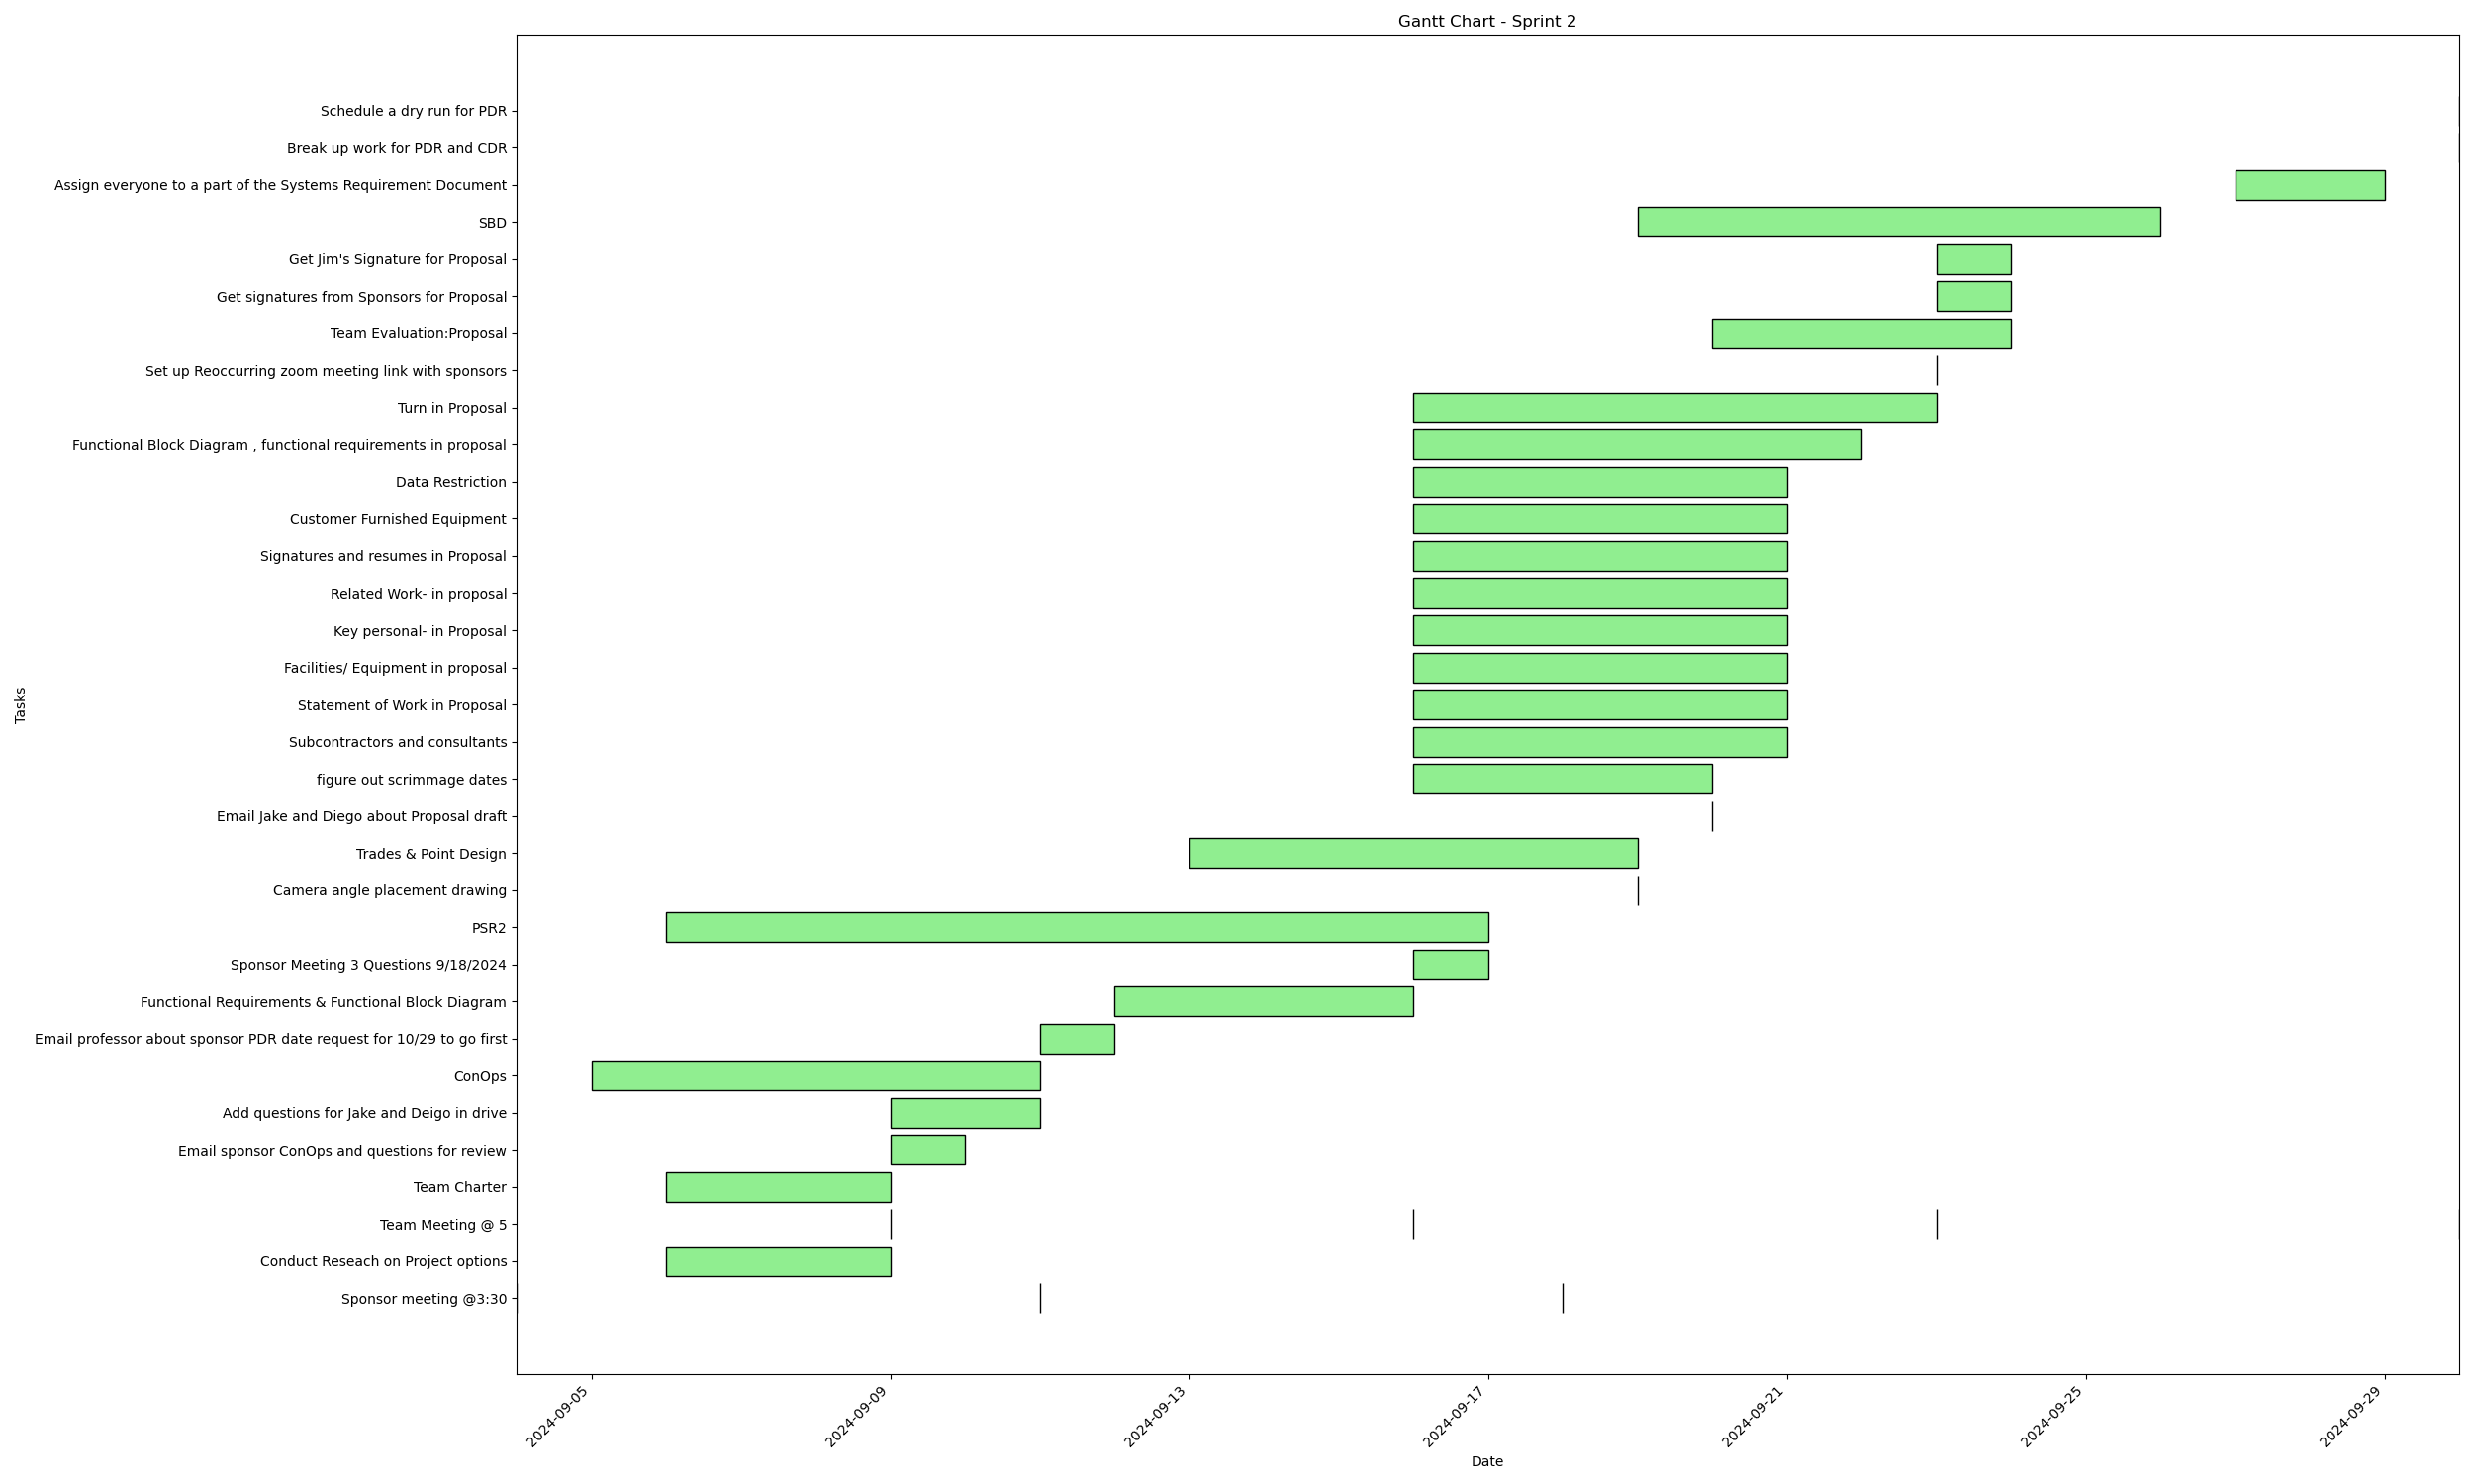 Gantt Chart - Sprint 2
Schedule a dry run for PDR
Break up work for PDR and CDR
Assign everyone to a part of the Systems Requirement Document
SBD
Get Jim's Signature for Proposal
Get signatures from Sponsors for Proposal
Team Evaluation:Proposal
Set up Reoccurring zoom meeting link with sponsors
Turn in Proposal
Functional Block Diagram , functional requirements in proposal
Data Restriction
Customer Furnished Equipment
Signatures and resumes in Proposal
Related Work- in proposal
Key personal- in Proposal
Facilities/ Equipment in proposal
Statement of Work in Proposal
Subcontractors and consultants
figure out scrimmage dates
Email Jake and Diego about Proposal draft
Trades & Point Design
Camera angle placement drawing
PSR2
Sponsor Meeting 3 Questions 9/18/2024
Functional Requirements & Functional Block Diagram
Email professor about sponsor PDR date request for 10/29 to go first
ConOps
Add questions for Jake and Deigo in drive
Email sponsor ConOps and questions for review
Team Charter
Team Meeting @ 5
Conduct Reseach on Project options
Sponsor meeting @3:30
Tasks
2024-09-05
2024-09-09
2024-09-13
2024-09-17
2024-09-21
2024-09-25
2024-09-29
Date